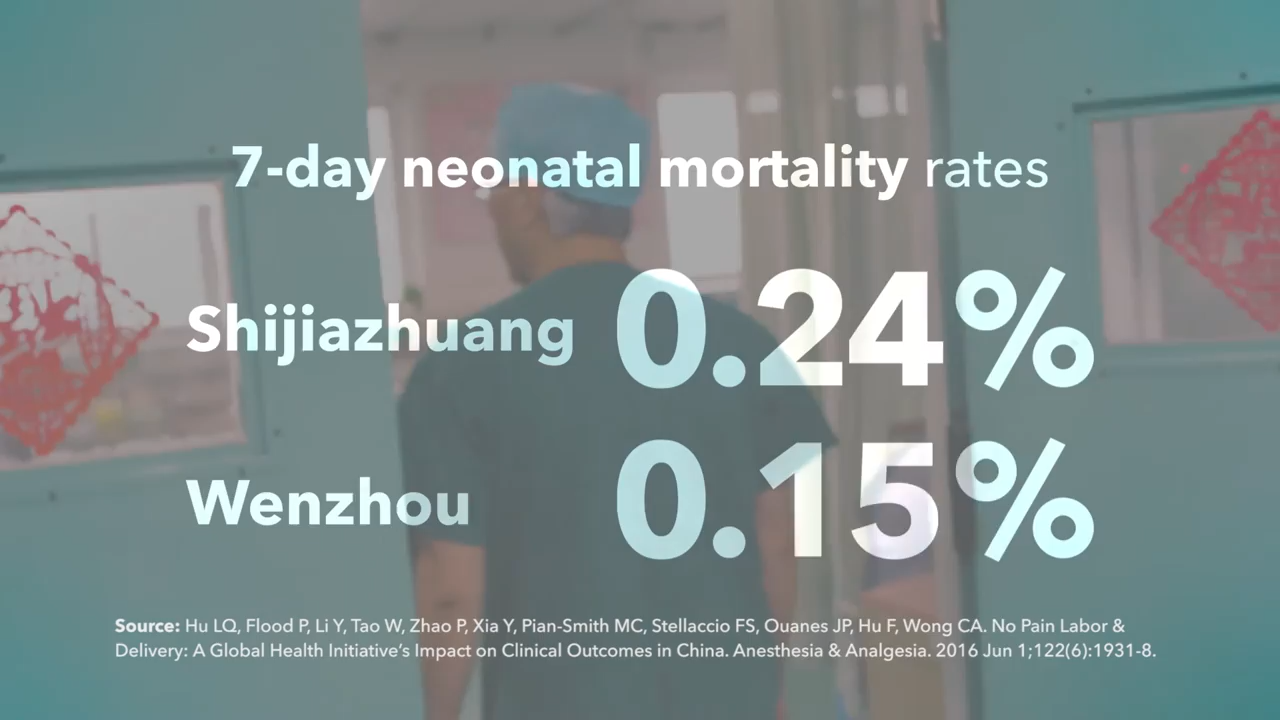 7-day neonatal mortality rates
Shijiazhuang 0.24%
Wenzhou 0.15%
Source: Hu LQ, Flood P, Li Y, Tao W, Zhao P, Xia Y, Pian-Smith MC, Stellaccio FS, Ouanes JP, Hu F, Wong CA. No Pain Labor &
Delivery: A Global Health Initiative's Impact on Clinical Outcomes in China. Anesthesia & Analgesia. 2016 Jun 1;122(6):1931-8.